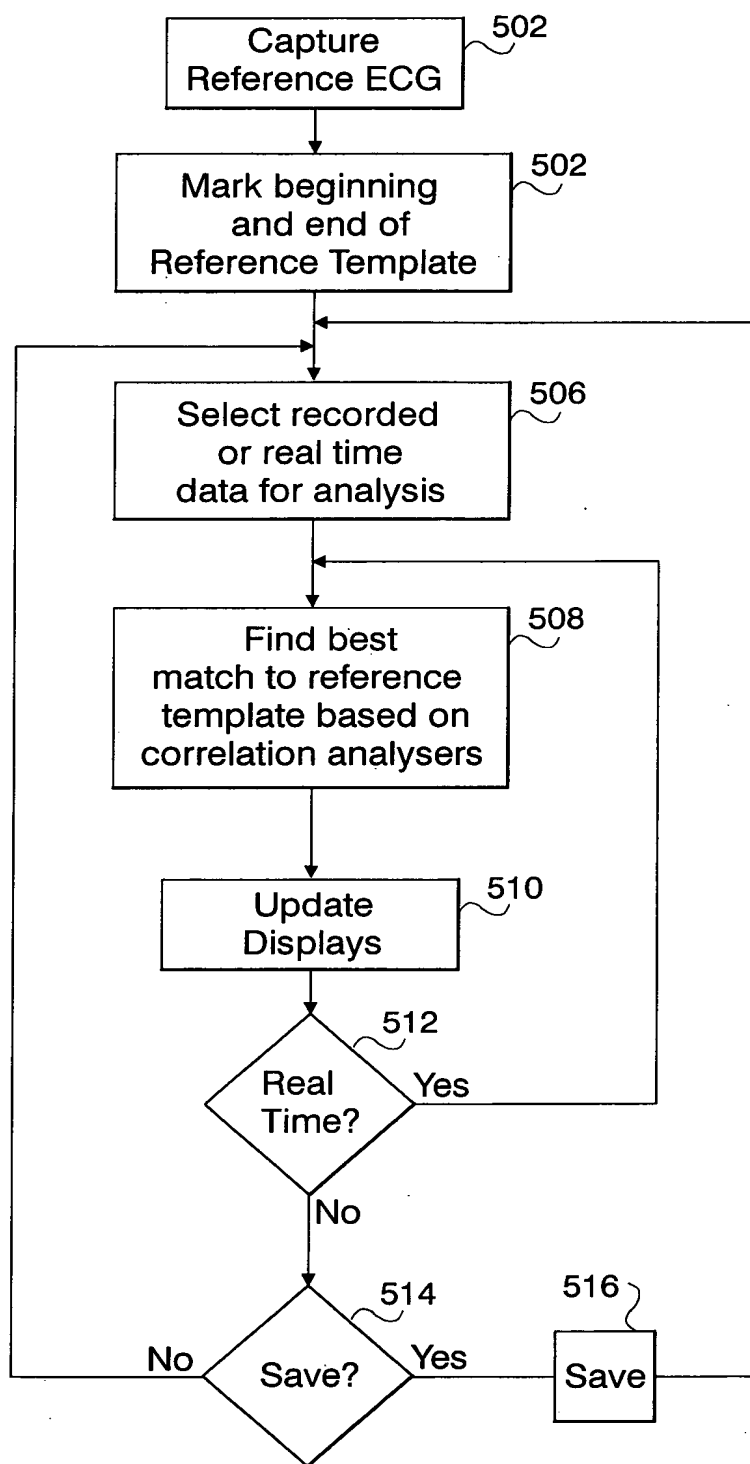 Capture
Reference ECG
502
Mark beginning
and end of
Reference Template
502
Select recorded
or real time
data for analysis
506
Find best
match to reference
template based on
correlation analysers
508
Update
Displays
510
Real
Time?
512
Yes
No
Save?
514
No
Yes
Save
516